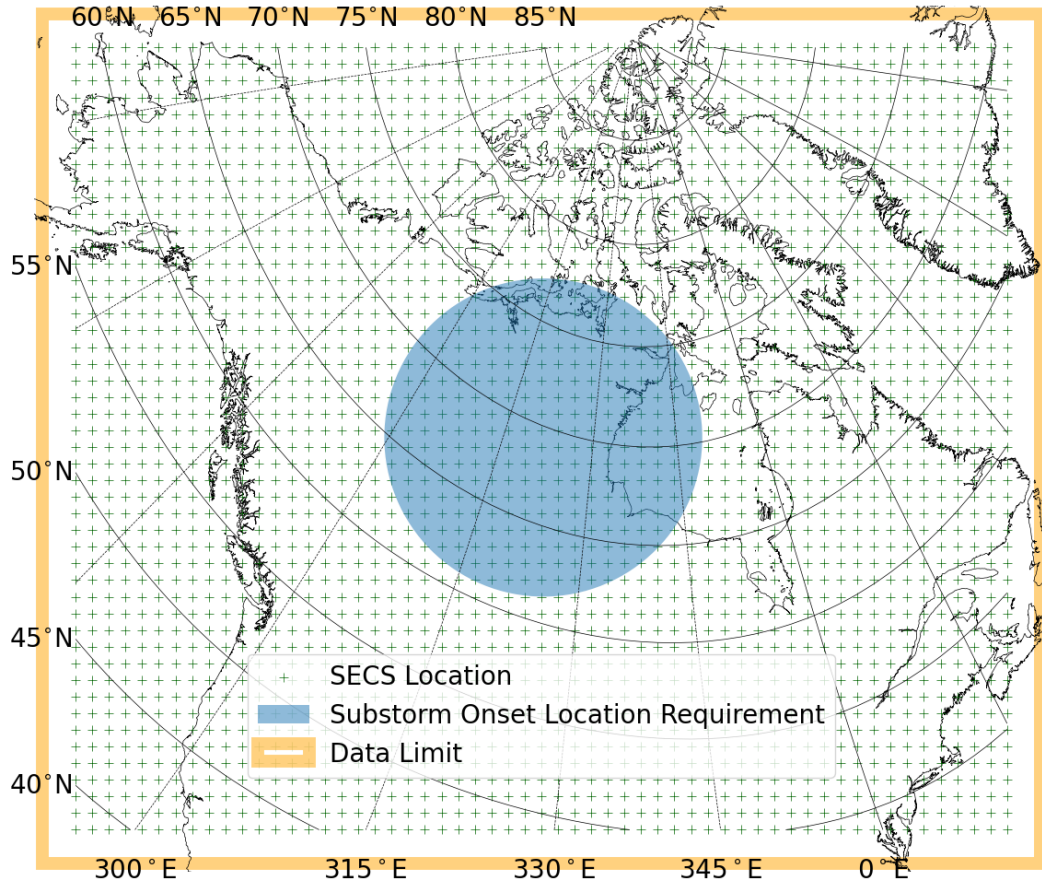 60°N 65°N 70°N 75°N 80°N 85°N
55°N
50°N
45°N
40°N
SECS Location
Substorm Onset Location Requirement
Data Limit
300°E 315°E 330°E 345°E 0°E